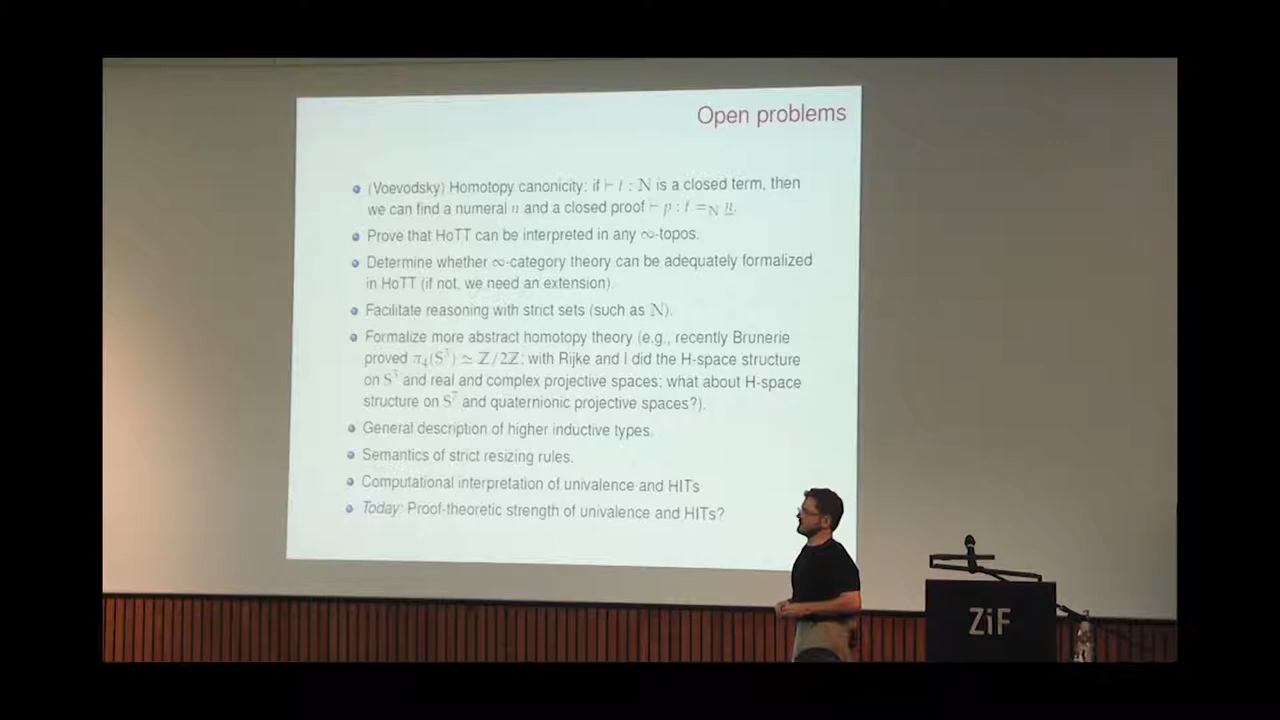 Open problems
(Voevodsky) Homotopy canonicity: if ⊢ t : N is a closed term, then
we can find a numeral n and a closed proof ⊢ p : t =N n.
Prove that HoTT can be interpreted in any ∞-topos.
Determine whether ∞-category theory can be adequately formalized
in HoTT (if not, we need an extension).
Facilitate reasoning with strict sets (such as N).
Formalize more abstract homotopy theory (e.g., recently Brunerie
proved π₄(S³) ≃ Z/2Z; with Rijke and I did the H-space structure
on S³ and real and complex projective spaces; what about H-space
structure on S⁷ and quaternionic projective spaces?).
General description of higher inductive types.
Semantics of strict resizing rules.
Computational interpretation of univalence and HITs
Today: Proof-theoretic strength of univalence and HITs?
ZiF